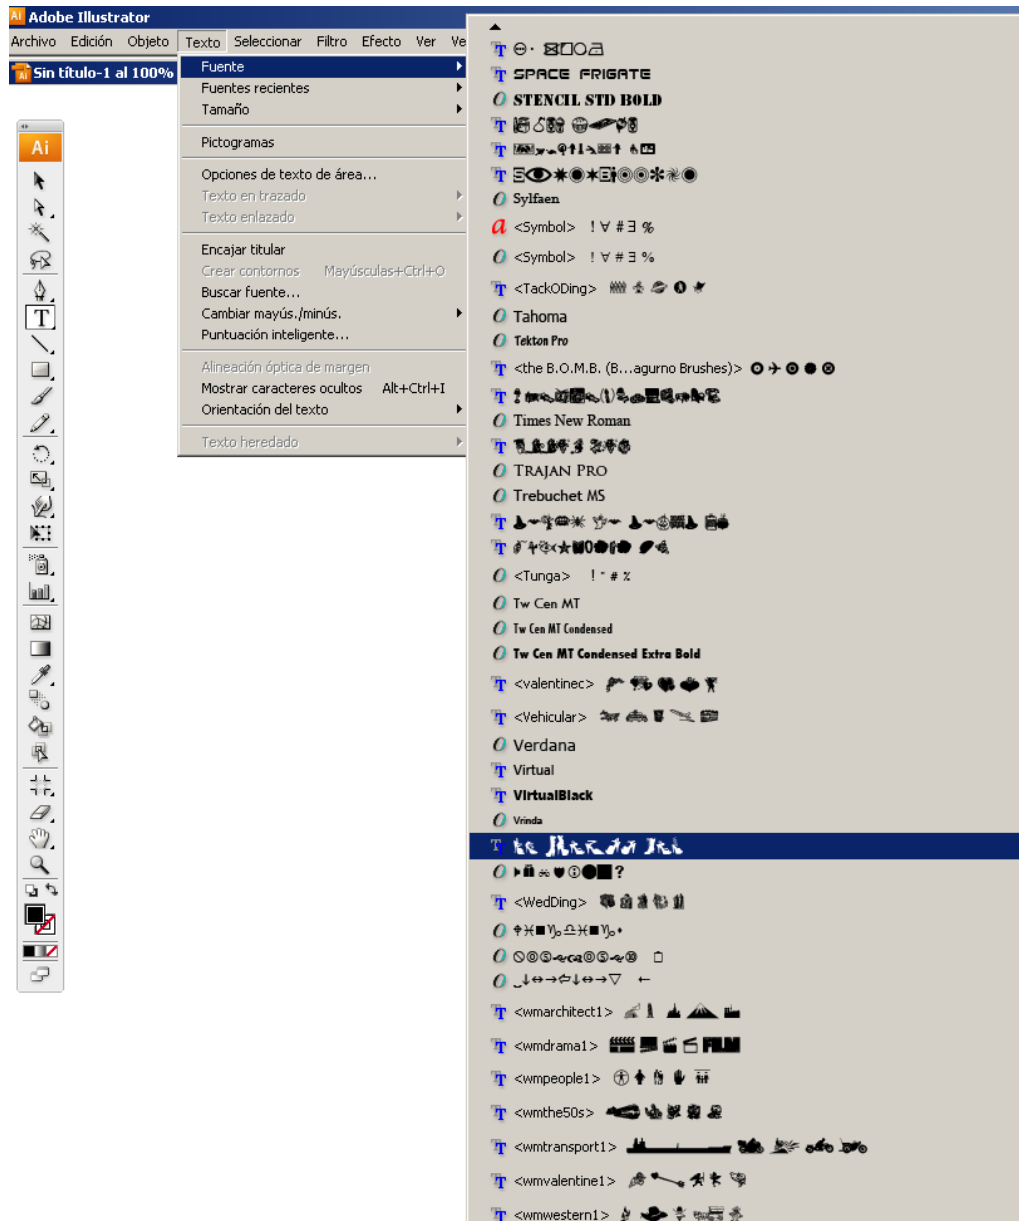 Adobe Illustrator
Archivo Edición Objeto Texto Seleccionar Filtro Efecto Ver Ve
Sin título-1 al 100%
Fuente
Fuentes recientes
Tamaño
Pictogramas
Opciones de texto de área...
Texto en trazado
Texto enlazado
Encajar titular
Crear contornos Mayúsculas+Ctrl+O
Buscar fuente...
Cambiar mayús./minús.
Puntuación inteligente...
Alineación óptica de margen
Mostrar caracteres ocultos Alt+Ctrl+I
Orientación del texto
Texto heredado
Ai
SPACE FRIGATE
STENCIL STD BOLD
Sylfaen
<Symbol> ! ∀ # ∃ %
<Symbol> ! ∀ # ∃ %
<TackODing>
Tahoma
Tekton Pro
<the B.O.M.B. (B...agurno Brushes)>
Times New Roman
TRAJAN PRO
Trebuchet MS
<Tunga> ! " # %
Tw Cen MT
Tw Cen MT Condensed
Tw Cen MT Condensed Extra Bold
<valentinec>
<Vehicular>
Verdana
Virtual
VirtualBlack
Vrinda
<WedDing>
<wmarchitect1>
<wmdrama1> FILM
<wmpeople1>
<wmthe50s>
<wmtransport1>
<wmvalentine1>
<wmwestern1>